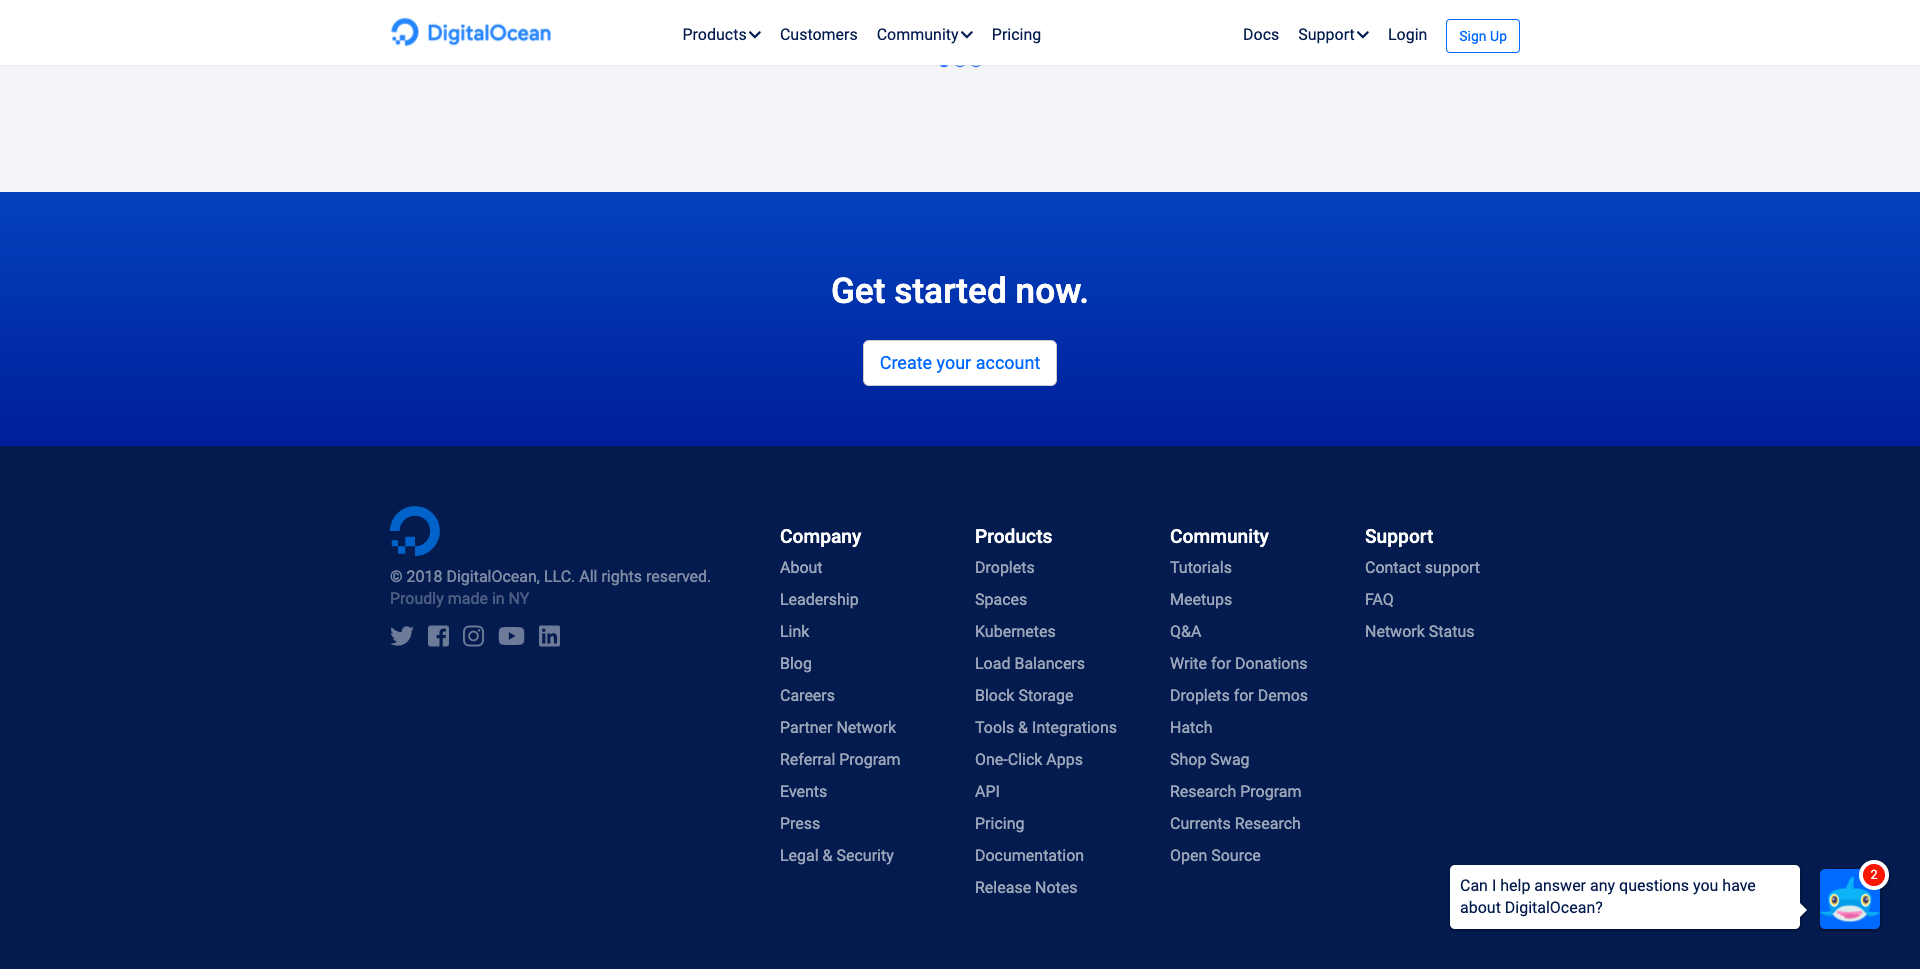 DigitalOcean
Products
Customers
Community
Pricing
Docs
Support
Login
Sign Up
Get started now.
Create your account
© 2018 DigitalOcean, LLC. All rights reserved.
Proudly made in NY
Company
About
Leadership
Link
Blog
Careers
Partner Network
Referral Program
Events
Press
Legal & Security
Products
Droplets
Spaces
Kubernetes
Load Balancers
Block Storage
Tools & Integrations
One-Click Apps
API
Pricing
Documentation
Release Notes
Community
Tutorials
Meetups
Q&A
Write for Donations
Droplets for Demos
Hatch
Shop Swag
Research Program
Currents Research
Open Source
Support
Contact support
FAQ
Network Status
Can I help answer any questions you have
about DigitalOcean?
2